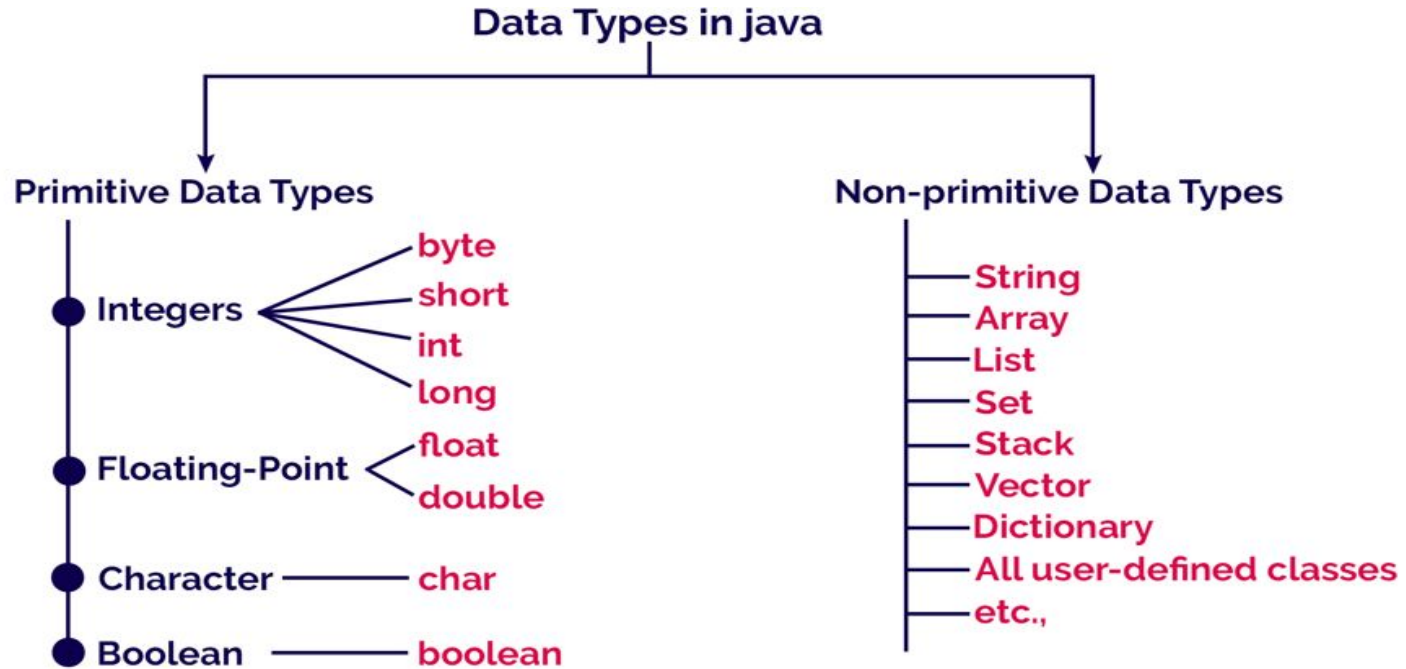 Data Types in java
Primitive Data Types
Integers
byte
short
int
long
Floating-Point
float
double
Character
char
Boolean
boolean
Non-primitive Data Types
String
Array
List
Set
Stack
Vector
Dictionary
All user-defined classes
etc.,